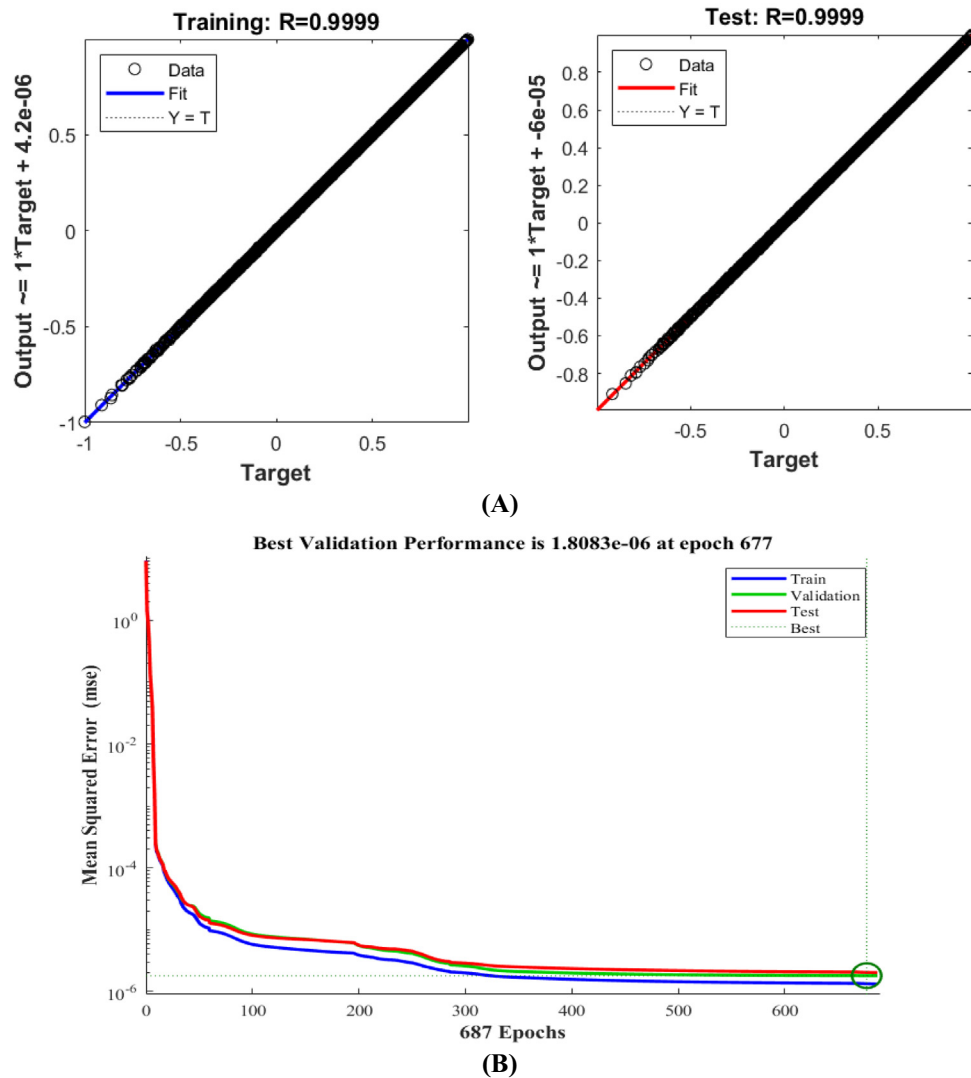 Training: R=0.9999
Output ~= 1*Target + 4.2e-06
Data
Fit
Y = T
0.5
0
-0.5
-1
-1
-0.5
0
0.5
Target
Test: R=0.9999
Output ~= 1*Target + -6e-05
Data
Fit
Y = T
0.8
0.6
0.4
0.2
0
-0.2
-0.4
-0.6
-0.8
-0.5
0
0.5
Target
(A)
Best Validation Performance is 1.8083e-06 at epoch 677
Mean Squared Error (mse)
Train
Validation
Test
Best
10^0
10^-2
10^-4
10^-6
0
100
200
300
400
500
600
687 Epochs
(B)